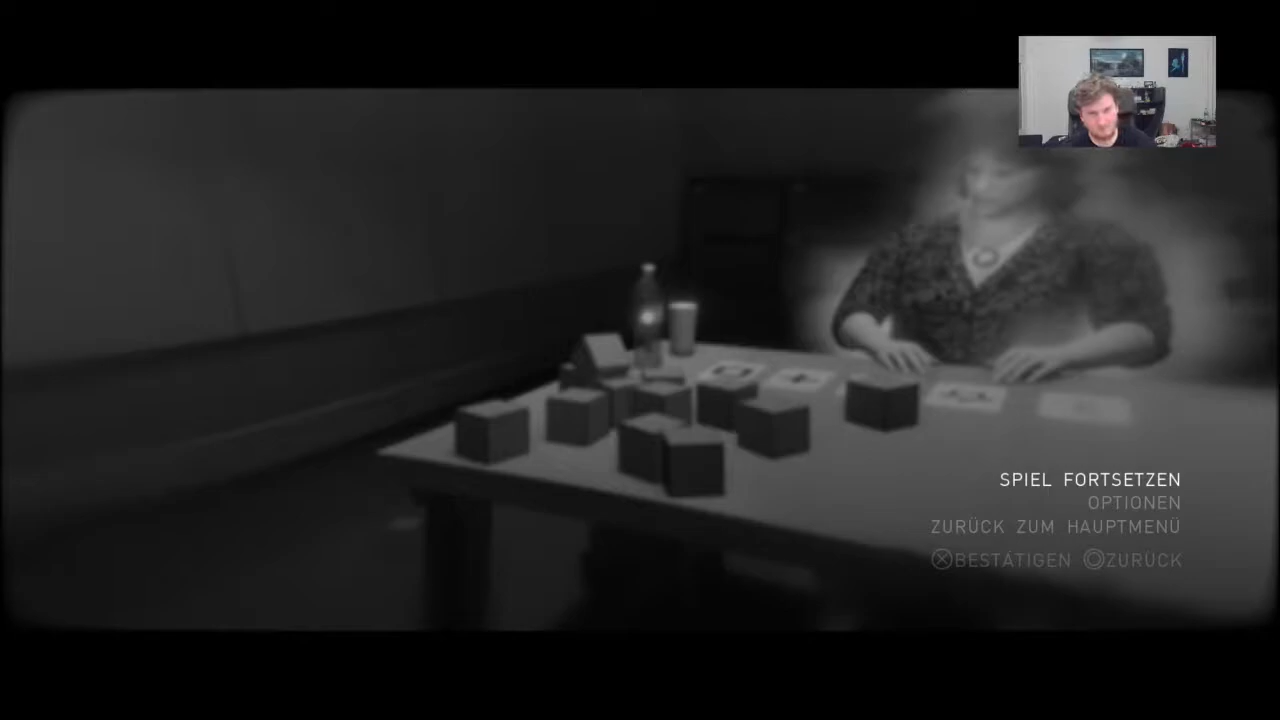 SPIEL FORTSETZEN
OPTIONEN
ZURÜCK ZUM HAUPTMENÜ
BESTÄTIGEN ZURÜCK